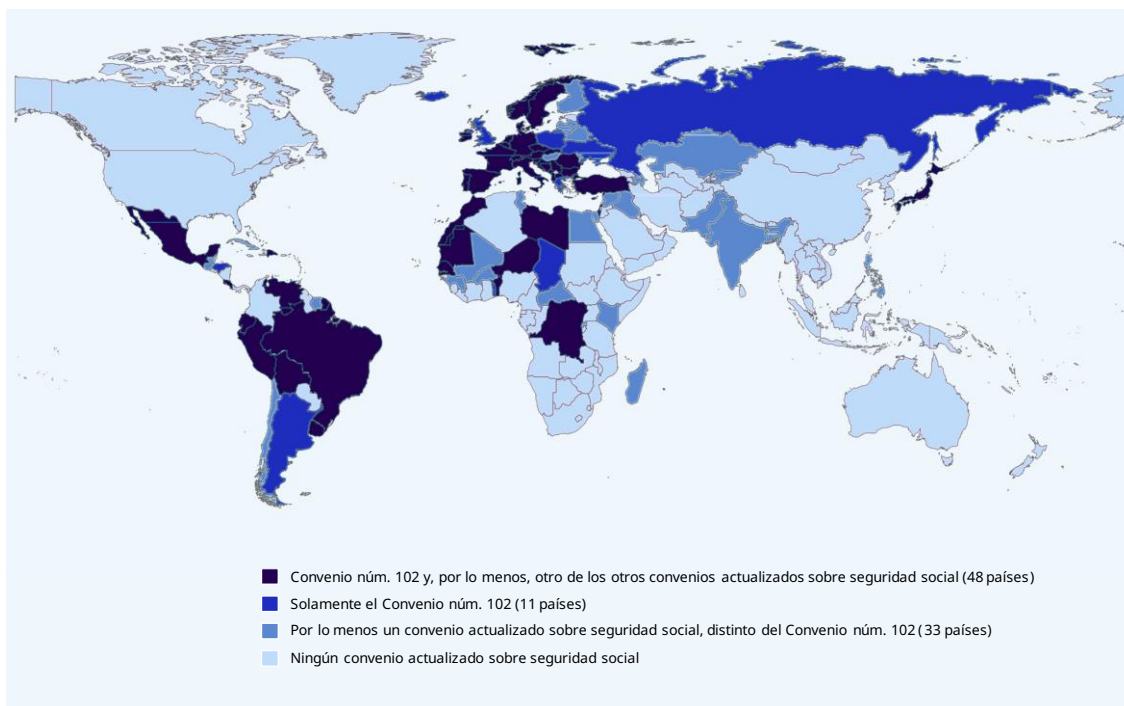 Convenio núm. 102 y, por lo menos, otro de los otros convenios actualizados sobre seguridad social (48 países)
Solamente el Convenio núm. 102 (11 países)
Por lo menos un convenio actualizado sobre seguridad social, distinto del Convenio núm. 102 (33 países)
Ningún convenio actualizado sobre seguridad social